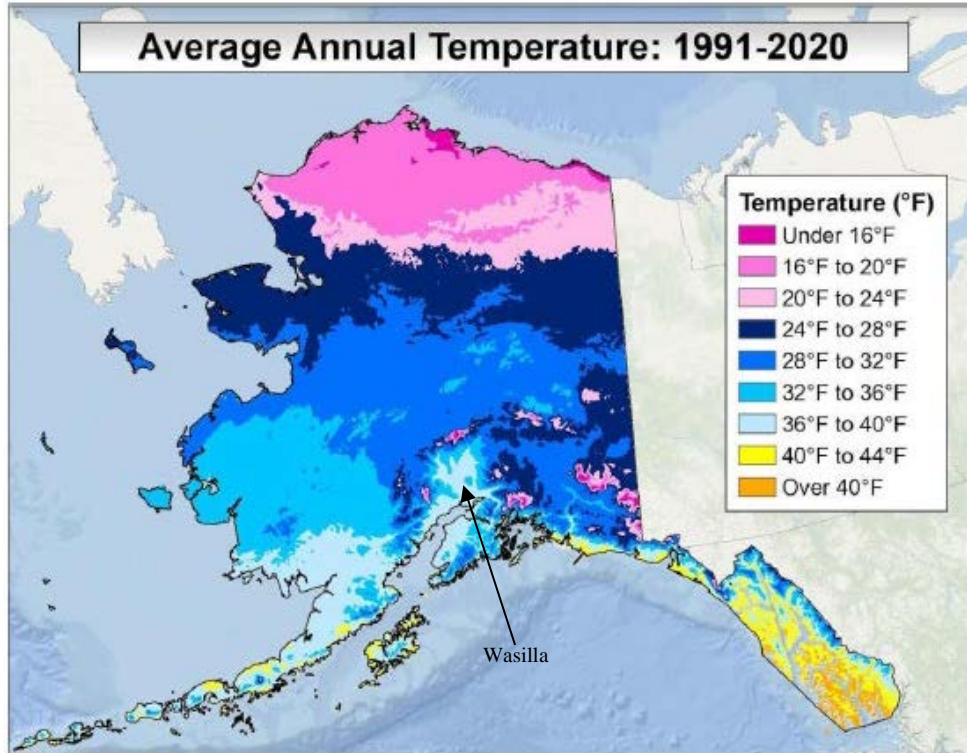 Average Annual Temperature: 1991-2020
Temperature (°F)
Under 16°F
16°F to 20°F
20°F to 24°F
24°F to 28°F
28°F to 32°F
32°F to 36°F
36°F to 40°F
40°F to 44°F
Over 40°F
Wasilla